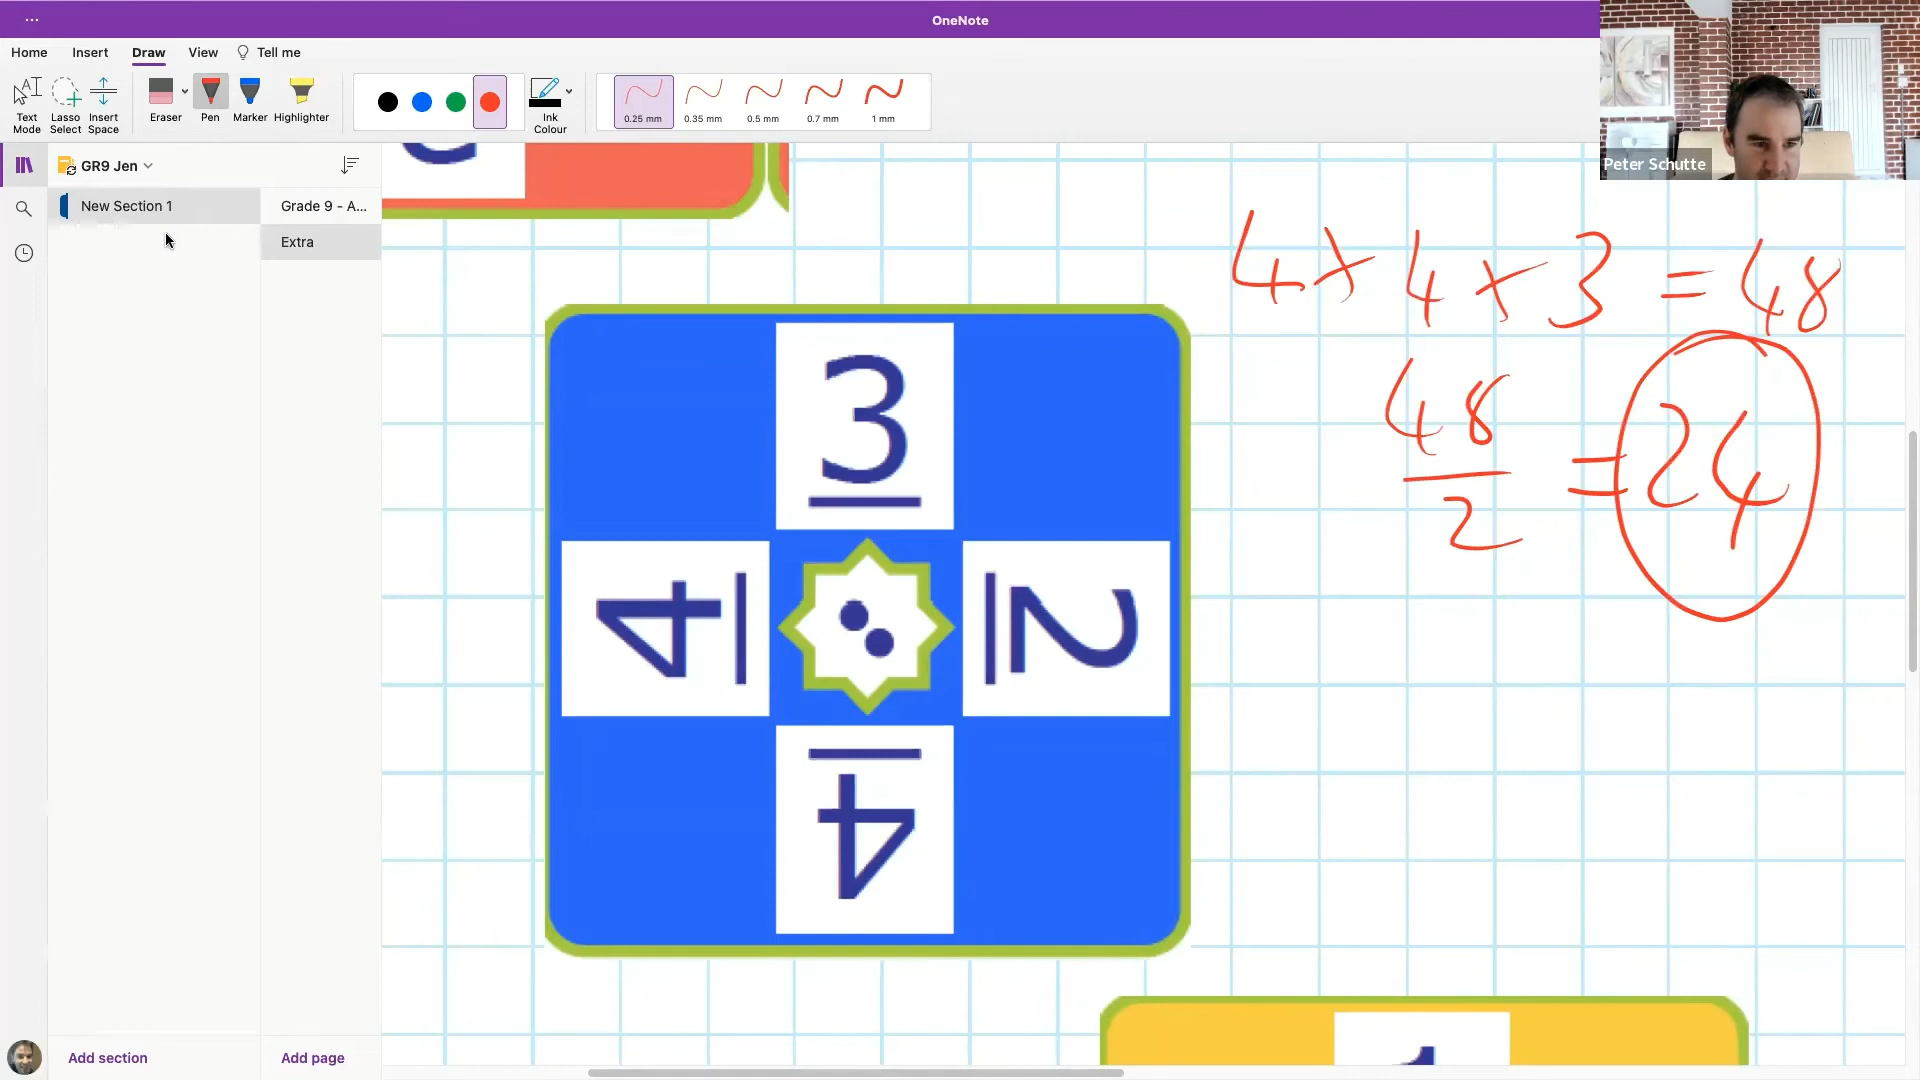 OneNote
Home Insert Draw View Tell me
Text Mode
Lasso Select
Insert Space
Eraser
Pen
Marker
Highlighter
Ink Colour
0.25 mm
0.35 mm
0.5 mm
0.7 mm
1 mm
Peter Schutte
GR9 Jen
New Section 1
Grade 9 - A...
Extra
4 × 4 × 3 = 48
48
2
= 24
3
4
2
4
1
Add section
Add page